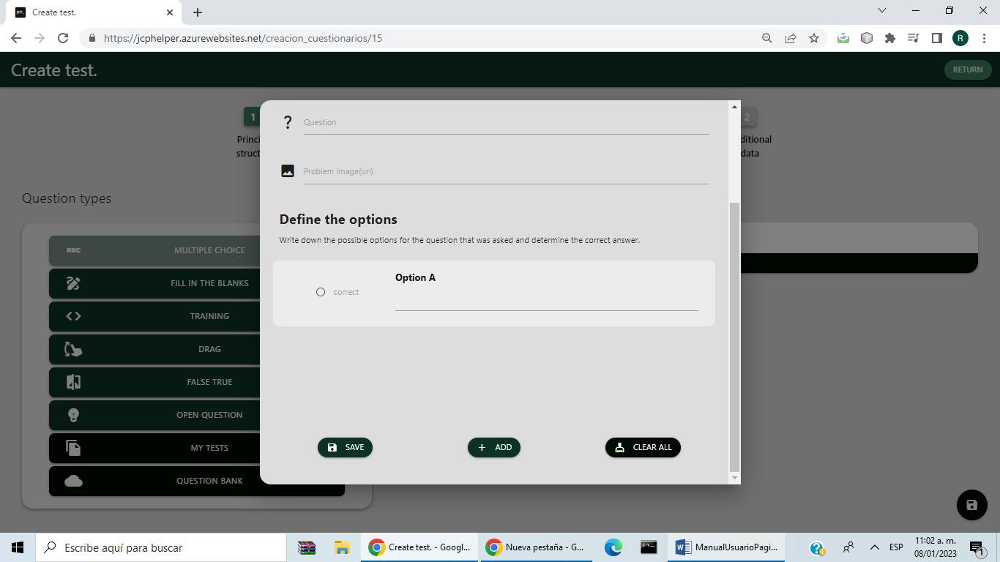 Create test.
https://jcphelper.azurewebsites.net/creacion_cuestionarios/15
R
Create test.
RETURN
1
Princi
struct
2
ditional
data
Question types
MULTIPLE CHOICE
FILL IN THE BLANKS
TRAINING
DRAG
FALSE TRUE
OPEN QUESTION
MY TESTS
QUESTION BANK
? Question
Problem image(url)
Define the options
Write down the possible options for the question that was asked and determine the correct answer.
Option A
correct
SAVE
+ ADD
CLEAR ALL
Escribe aquí para buscar
Create test. - Googl...
Nueva pestaña - G...
ManualUsuarioPagi...
ESP
11:02 a. m.
08/01/2023
1